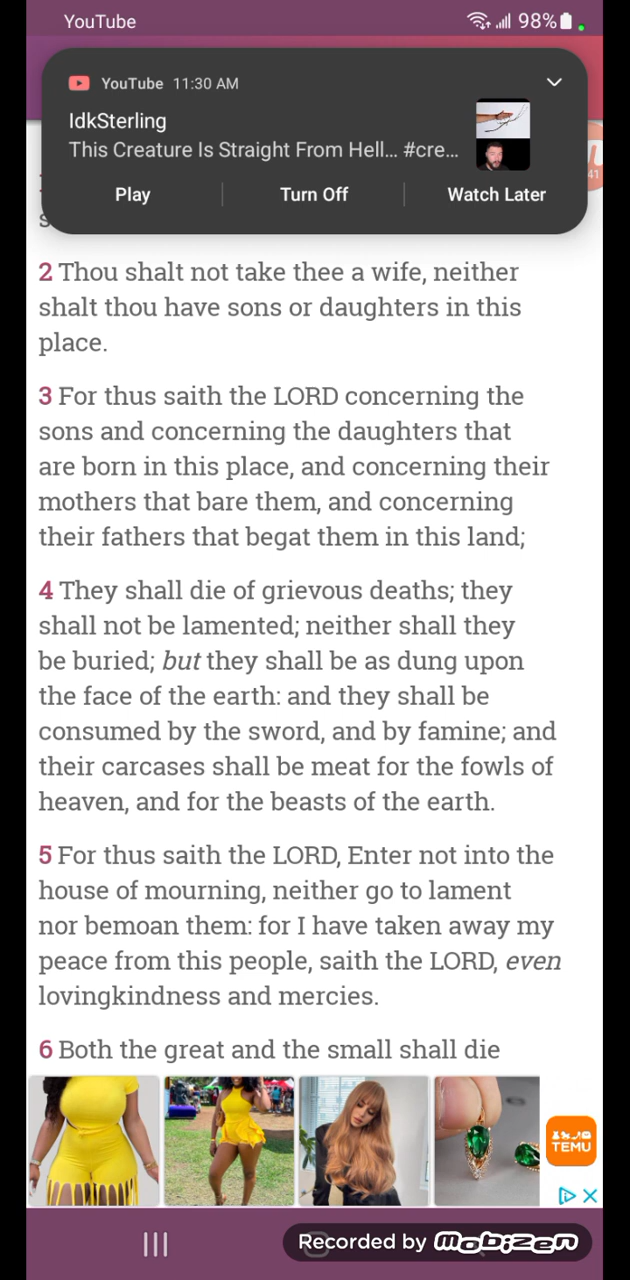 YouTube
98%
YouTube 11:30 AM
IdkSterling
This Creature Is Straight From Hell... #cre...
Play
Turn Off
Watch Later
41
2 Thou shalt not take thee a wife, neither
shalt thou have sons or daughters in this
place.
3 For thus saith the LORD concerning the
sons and concerning the daughters that
are born in this place, and concerning their
mothers that bare them, and concerning
their fathers that begat them in this land;
4 They shall die of grievous deaths; they
shall not be lamented; neither shall they
be buried; but they shall be as dung upon
the face of the earth: and they shall be
consumed by the sword, and by famine; and
their carcases shall be meat for the fowls of
heaven, and for the beasts of the earth.
5 For thus saith the LORD, Enter not into the
house of mourning, neither go to lament
nor bemoan them: for I have taken away my
peace from this people, saith the LORD, even
lovingkindness and mercies.
6 Both the great and the small shall die
TEMU
Recorded by mobizen